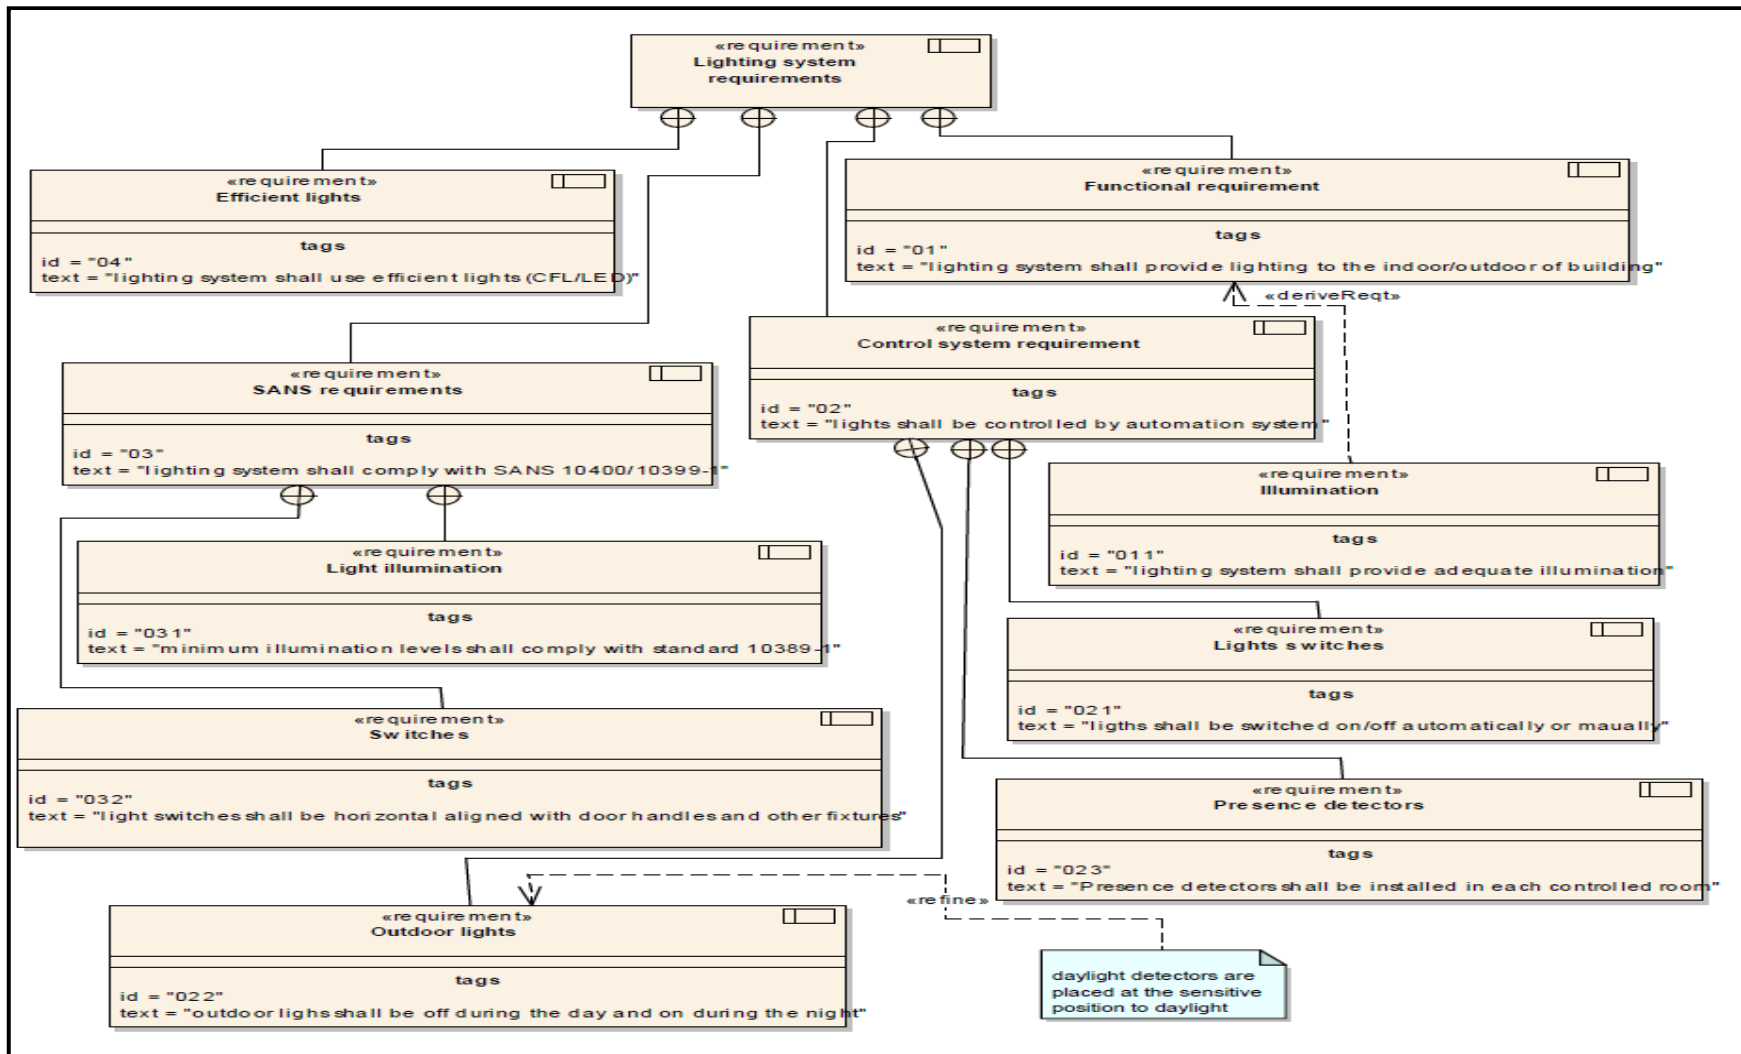 «requirement»
Lighting system
requirements
«requirement»
Efficient lights
tags
id = "04"
text = "lighting system shall use efficient lights (CFL/LED)"
«requirement»
Functional requirement
tags
id = "01"
text = "lighting system shall provide lighting to the indoor/outdoor of building"
«deriveReqt»
«requirement»
Control system requirement
tags
id = "02"
text = "lights shall be controlled by automation system"
«requirement»
SANS requirements
tags
id = "03"
text = "lighting system shall comply with SANS 10400/10399-1"
«requirement»
Illumination
tags
id = "011"
text = "lighting system shall provide adequate illumination"
«requirement»
Light illumination
tags
id = "031"
text = "minimum illumination levels shall comply with standard 10389-1"
«requirement»
Lights switches
tags
id = "021"
text = "ligths shall be switched on/off automatically or maually"
«requirement»
Switches
tags
id = "032"
text = "light switches shall be horizontal aligned with door handles and other fixtures"
«requirement»
Presence detectors
tags
id = "023"
text = "Presence detectors shall be installed in each controlled room"
«refine»
«requirement»
Outdoor lights
tags
id = "022"
text = "outdoor lighs shall be off during the day and on during the night"
daylight detectors are
placed at the sensitive
position to daylight